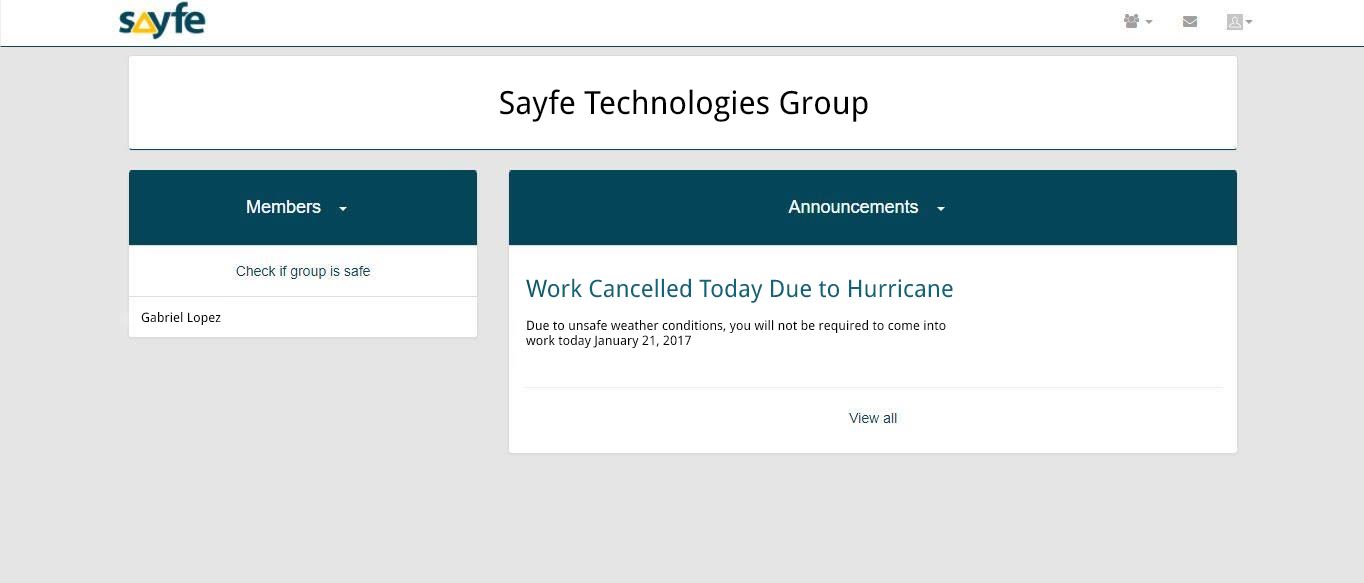 sayfe
Sayfe Technologies Group
Members
Check if group is safe
Gabriel Lopez
Announcements
Work Cancelled Today Due to Hurricane
Due to unsafe weather conditions, you will not be required to come into
work today January 21, 2017
View all